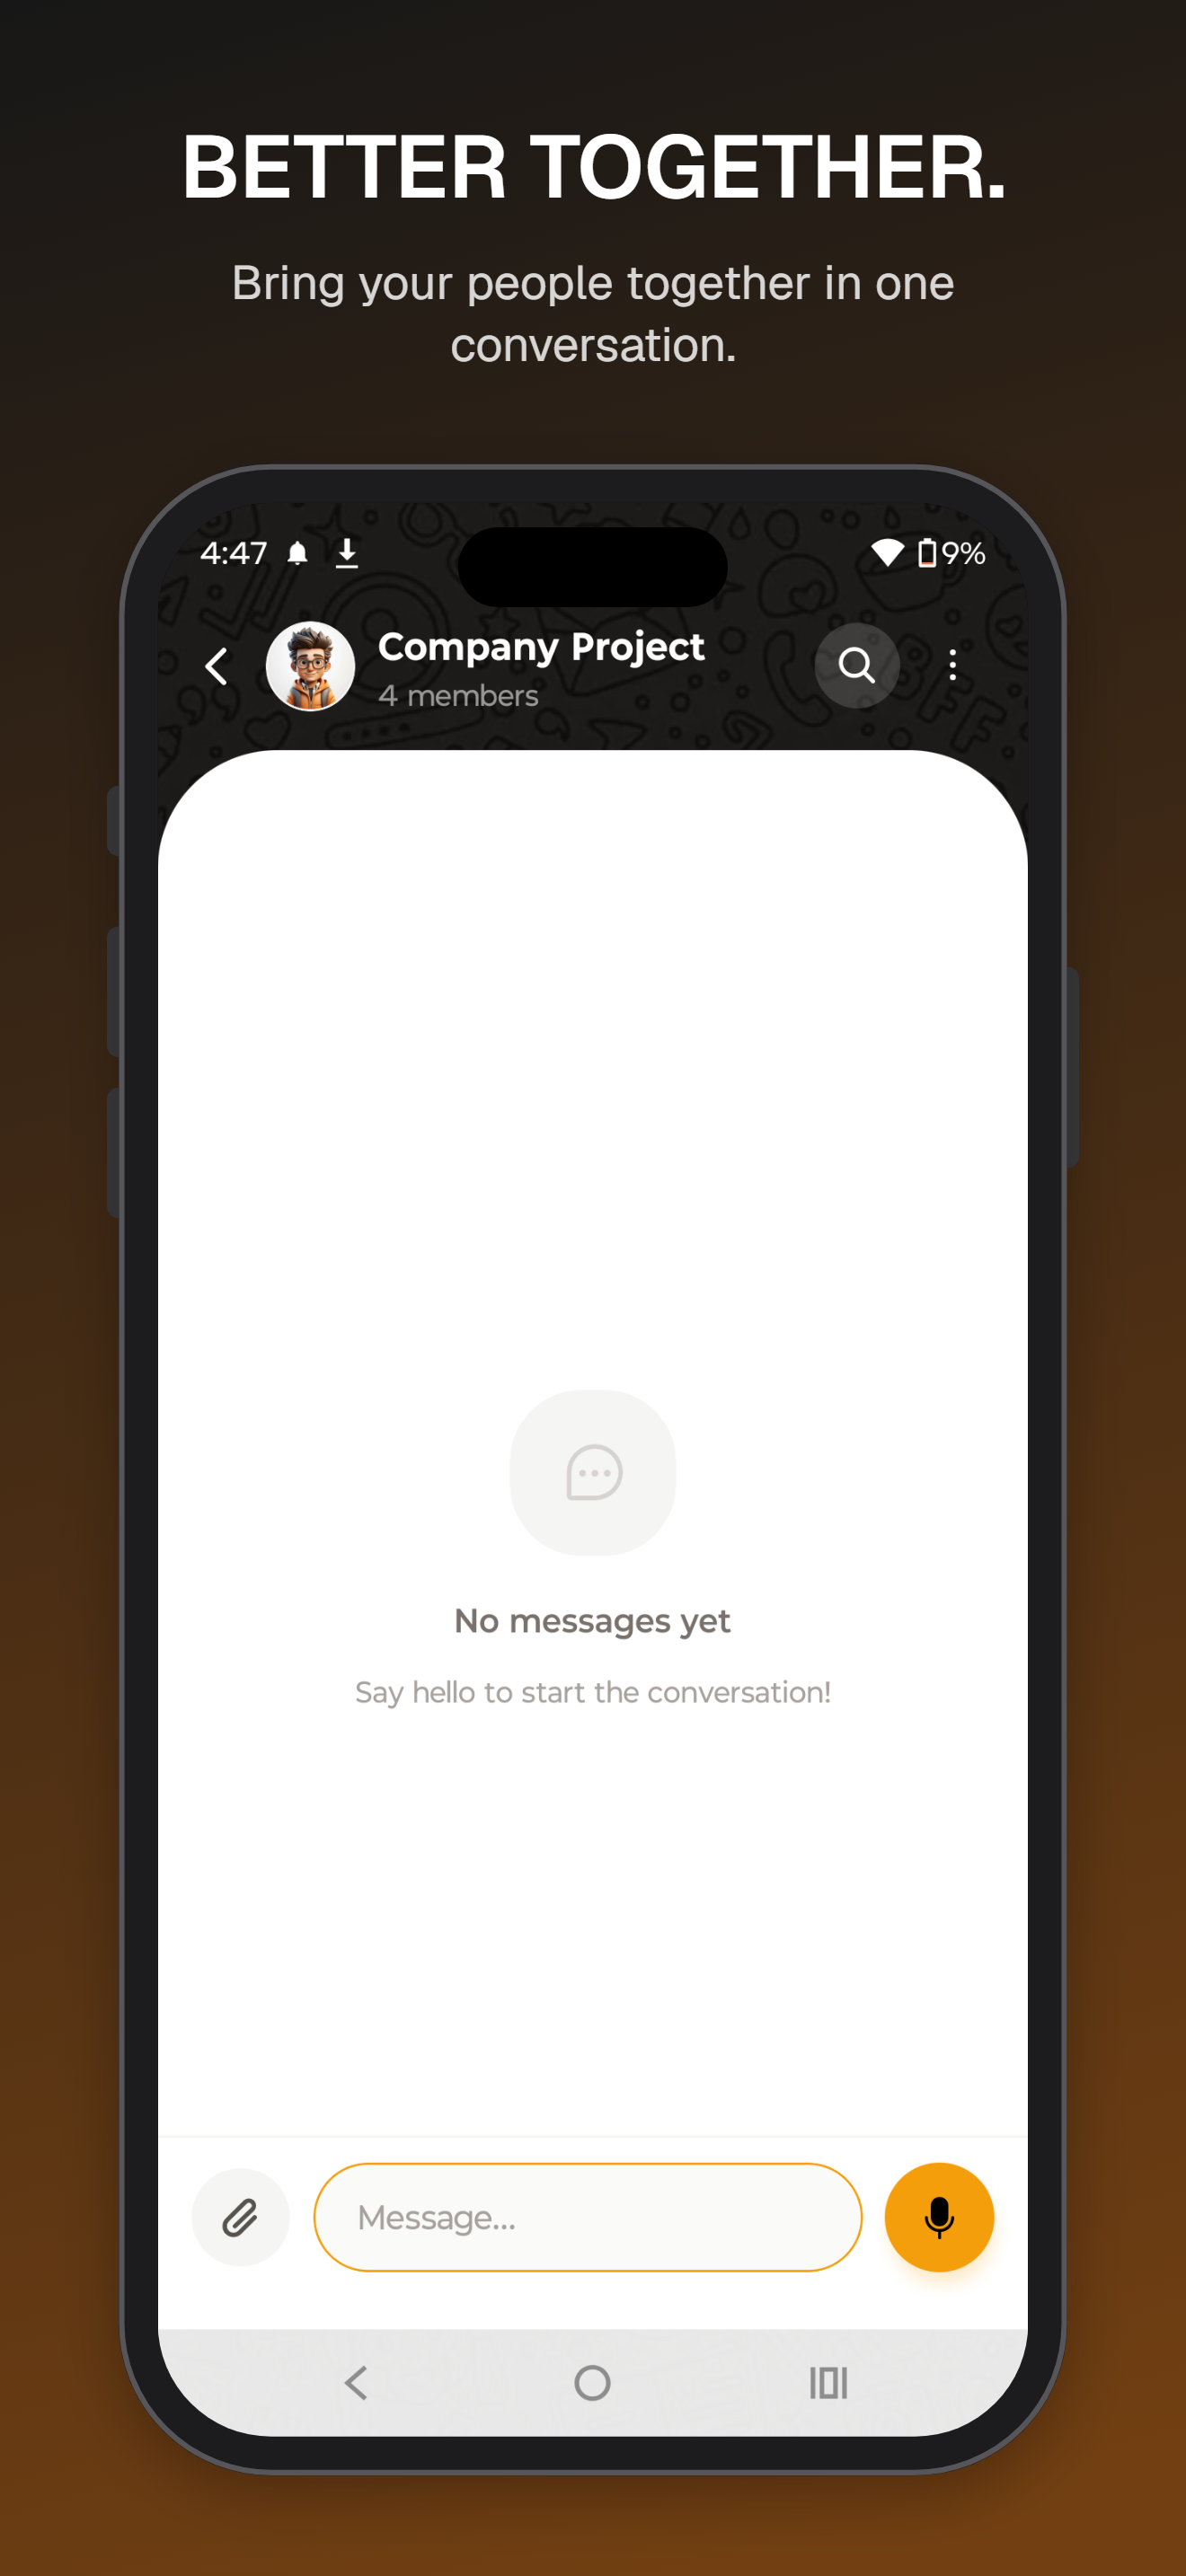 BETTER TOGETHER.
Bring your people together in one
conversation.
4:47 9%
Company Project
4 members
No messages yet
Say hello to start the conversation!
Message...